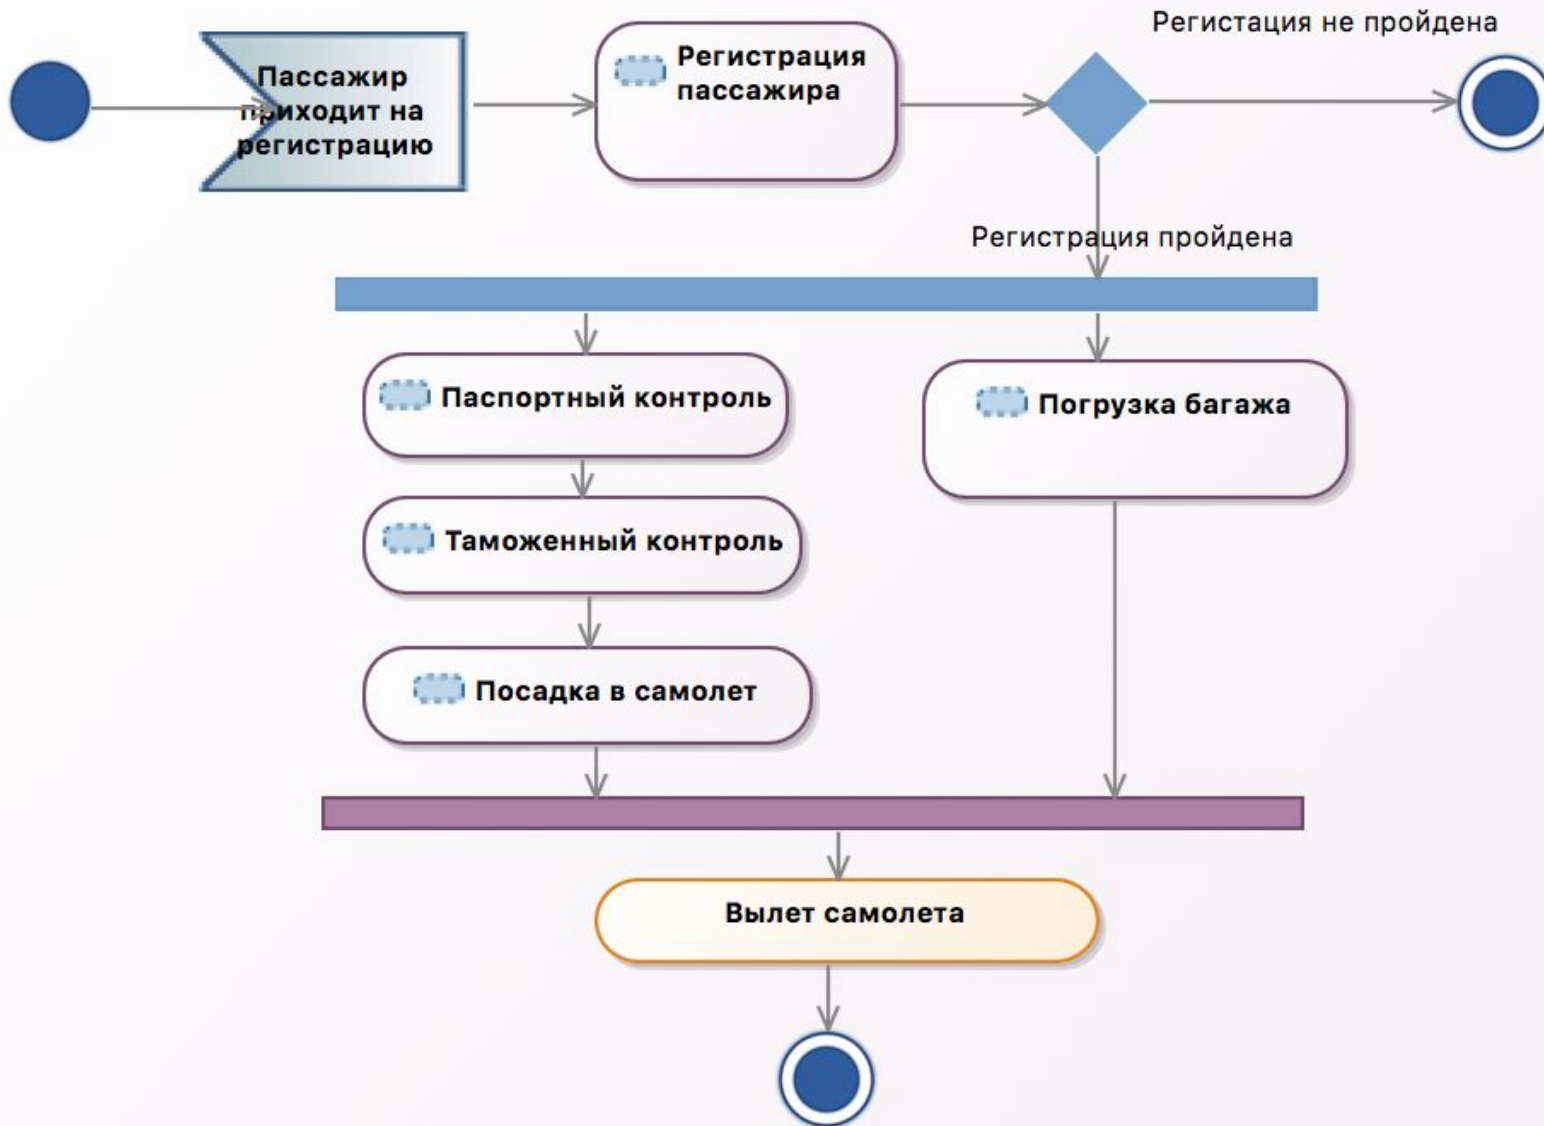 Регистация не пройдена
Пассажир
приходит на
регистрацию
Регистрация
пассажира
Регистрация пройдена
Паспортный контроль
Погрузка багажа
Таможенный контроль
Посадка в самолет
Вылет самолета